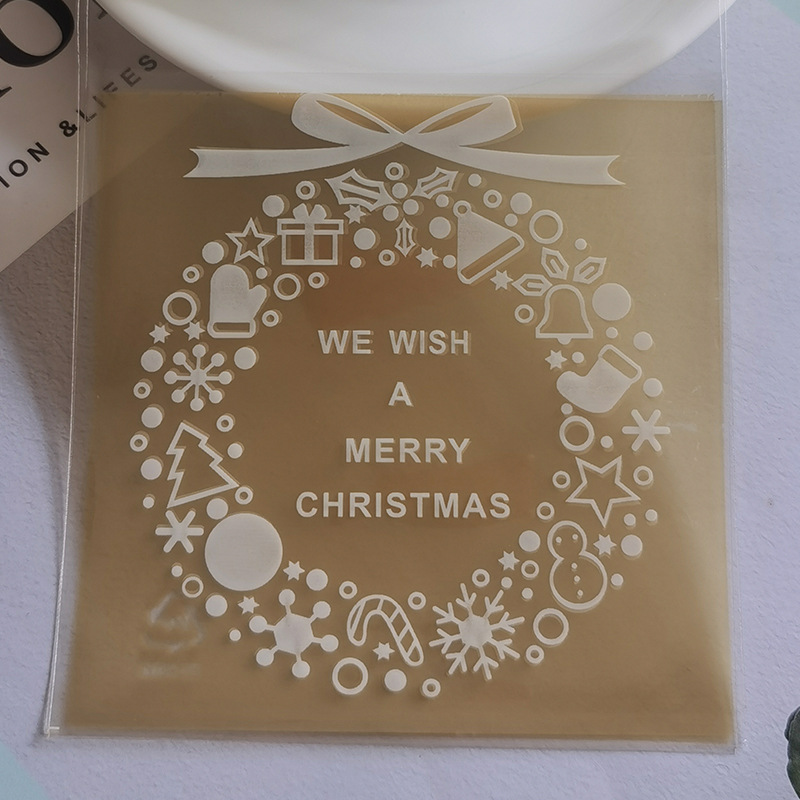 ION & LIFES
WE WISH
A
MERRY
CHRISTMAS